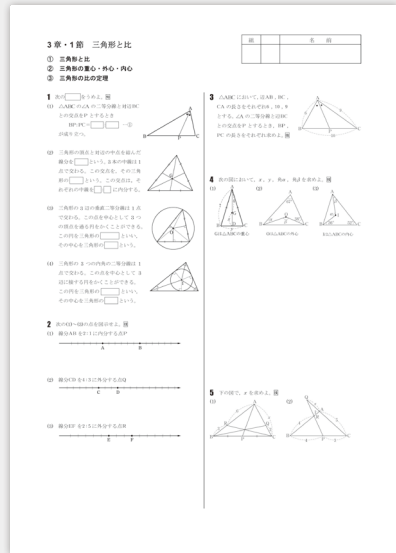 組
名 前
3章・1節 三角形と比
① 三角形と比
② 三角形の重心・外心・内心
③ 三角形の比の定理
1 次の□をうめよ。
(1) △ABCの∠Aの二等分線と対辺BC
との交点をPとするとき
BP:PC=□:□ …①
が成り立つ。
A
B
P
C
(2) 三角形の頂点と対辺の中点を結んだ
線分を□という。3本の中線は1
点で交わる。この交点を，その三角
形の□という。この交点は，そ
れぞれの中線を□:□に内分する。
(3) 三角形の3辺の垂直二等分線は1点
で交わる。この点を中心として3つ
の頂点を通る円をかくことができる。
この円を三角形の□といい，
その中心を三角形の□という。
(4) 三角形の3つの内角の二等分線は1
点で交わる。この点を中心として3
辺に接する円をかくことができる。
この円を三角形の□といい，
その中心を三角形の□という。
2 次の(1)～(3)の点を図示せよ。
(1) 線分ABを2:1に内分する点P
A
B
(2) 線分CDを4:3に外分する点Q
C
D
(3) 線分EFを2:5に外分する点R
E
F
3 △ABCにおいて，辺AB，BC，
とする。∠Aの二等分線と辺BC
との交点をPとするとき，BP，
PCの長さをそれぞれ求めよ。
4 次の図において，x，y，
を求めよ。
(1)
(2)
(3)
5 下の図で，xを求めよ。
(1)
(2)